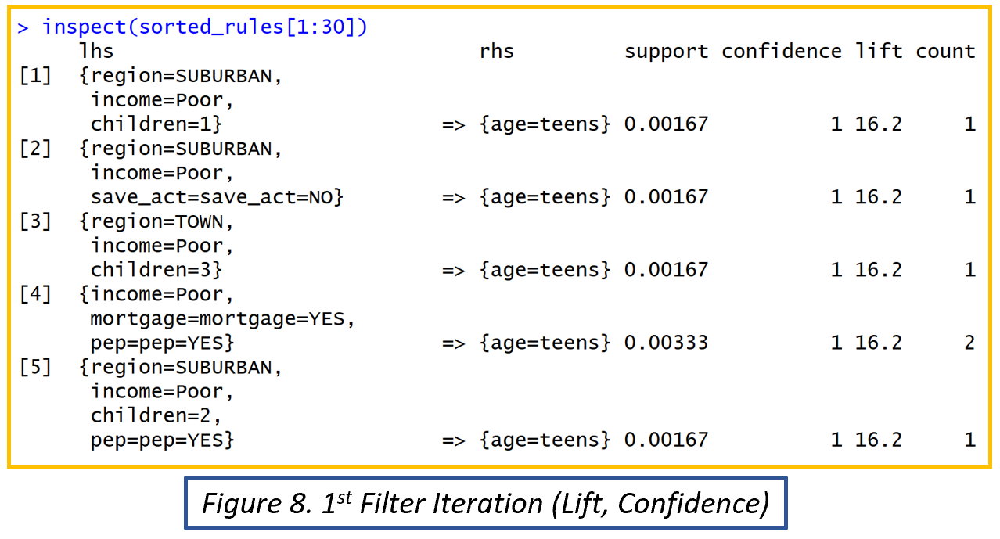 > inspect(sorted_rules[1:30])
lhs rhs support confidence lift count
[1] {region=SUBURBAN,
income=Poor,
children=1} => {age=teens} 0.00167 1 16.2 1
[2] {region=SUBURBAN,
income=Poor,
save_act=save_act=NO} => {age=teens} 0.00167 1 16.2 1
[3] {region=TOWN,
income=Poor,
children=3} => {age=teens} 0.00167 1 16.2 1
[4] {income=Poor,
mortgage=mortgage=YES,
pep=pep=YES} => {age=teens} 0.00333 1 16.2 2
[5] {region=SUBURBAN,
income=Poor,
children=2,
pep=pep=YES} => {age=teens} 0.00167 1 16.2 1
Figure 8. 1st Filter Iteration (Lift, Confidence)